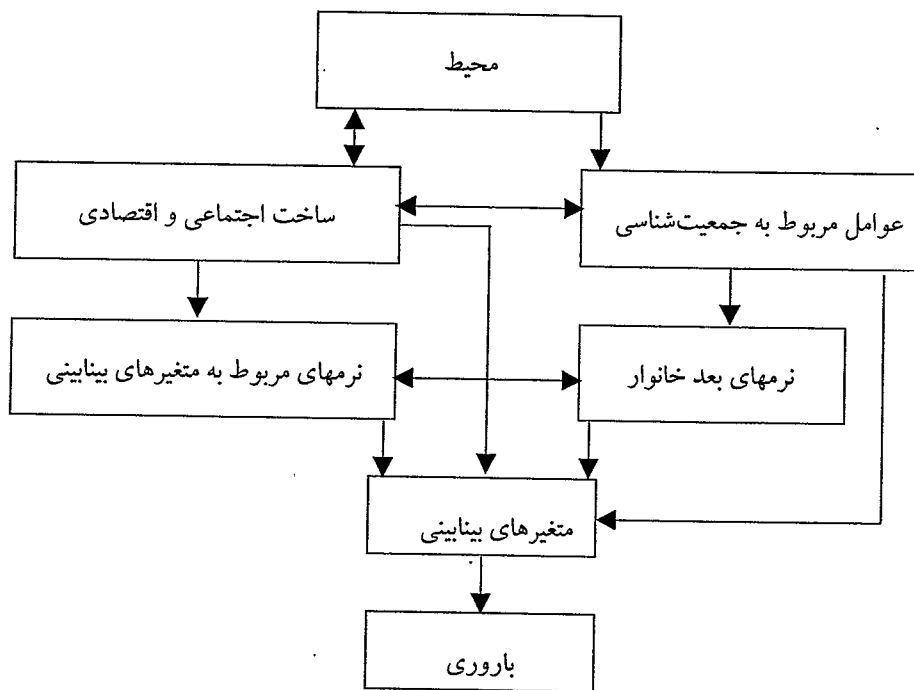 محیط
عوامل مربوط به جمعیت‌شناسی
ساخت اجتماعی و اقتصادی
نرمهای بعد خانوار
نرمهای مربوط به متغیرهای بینابینی
متغیرهای بینابینی
باروری